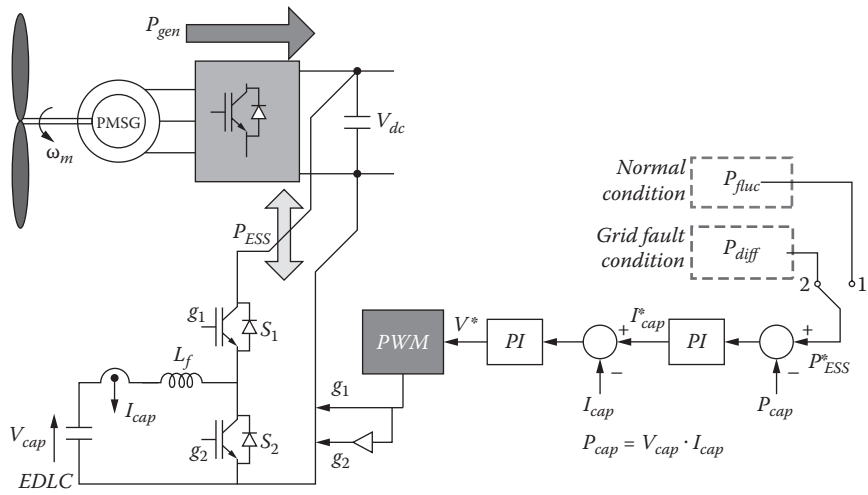 P_gen
PMSG
ω_m
V_dc
P_ESS
Normal condition
P_fluc
Grid fault condition
P_diff
2
1
g_1
S_1
L_f
I_cap
V_cap
EDLC
g_2
S_2
g_1
g_2
PWM
V*
PI
+
−
I_cap
I*_cap
PI
+
−
P_cap
P*_ESS
P_cap = V_cap · I_cap